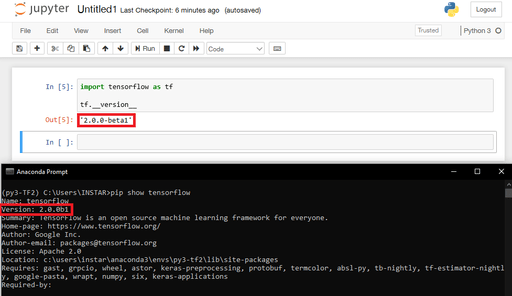 Jupyter Untitled1 Last Checkpoint: 6 minutes ago (autosaved)
Logout
File Edit View Insert Cell Kernel Help
Trusted
Python 3
Run
Code
In [5]: import tensorflow as tf
tf.__version__
Out[5]: '2.0.0-beta1'
In [ ]:
Anaconda Prompt
(py3-TF2) C:\Users\INSTAR>pip show tensorflow
Name: tensorflow
Version: 2.0.0b1
Summary: TensorFlow is an open source machine learning framework for everyone.
Home-page: https://www.tensorflow.org/
Author: Google Inc.
Author-email: packages@tensorflow.org
License: Apache 2.0
Location: c:\users\instar\anaconda3\envs\py3-tf2\lib\site-packages
Requires: gast, grpcio, wheel, astor, keras-preprocessing, protobuf, termcolor, absl-py, tb-nightly, tf-estimator-nightl
y, google-pasta, wrapt, numpy, six, keras-applications
Required-by: